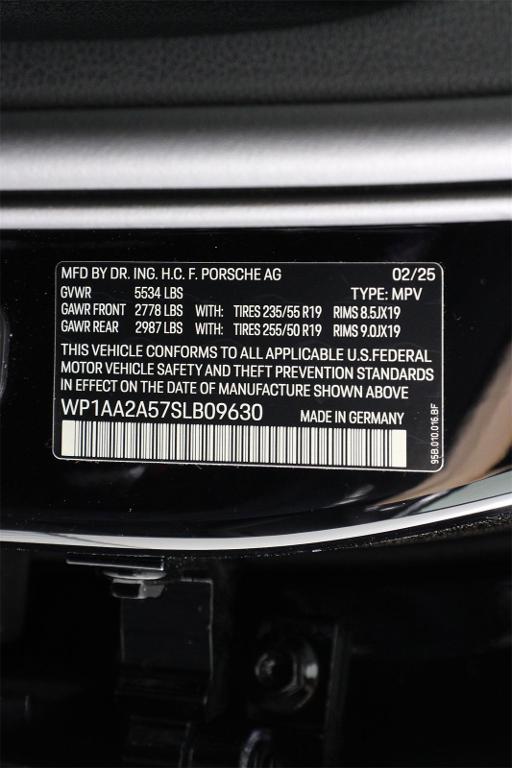 MFD BY DR. ING. H.C. F. PORSCHE AG 02/25
GVWR 5534 LBS TYPE: MPV
GAWR FRONT 2778 LBS WITH: TIRES 235/55 R19 RIMS 8.5JX19
GAWR REAR 2987 LBS WITH: TIRES 255/50 R19 RIMS 9.0JX19
THIS VEHICLE CONFORMS TO ALL APPLICABLE U.S.FEDERAL
MOTOR VEHICLE SAFETY AND THEFT PREVENTION STANDARDS
IN EFFECT ON THE DATE OF MANUFACTURE SHOWN ABOVE
WP1AA2A57SLB09630 MADE IN GERMANY
95B.010.016.BF